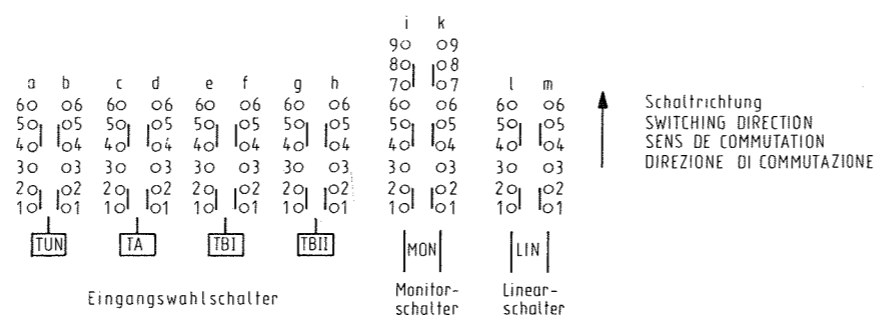 i k
9 9
8 8
a b c d e f g h 7 7 l m
6 6 6 6 6 6 6 6 6 6 6 6
5 5 5 5 5 5 5 5 5 5 5 5
4 4 4 4 4 4 4 4 4 4 4 4
3 3 3 3 3 3 3 3 3 3 3 3
2 2 2 2 2 2 2 2 2 2 2 2
1 1 1 1 1 1 1 1 1 1 1 1
TUN TA TBI TBII MON LIN
Eingangswahlschalter
Monitor-
schalter
Linear-
schalter
Schaltrichtung
SWITCHING DIRECTION
SENS DE COMMUTATION
DIREZIONE DI COMMUTAZIONE